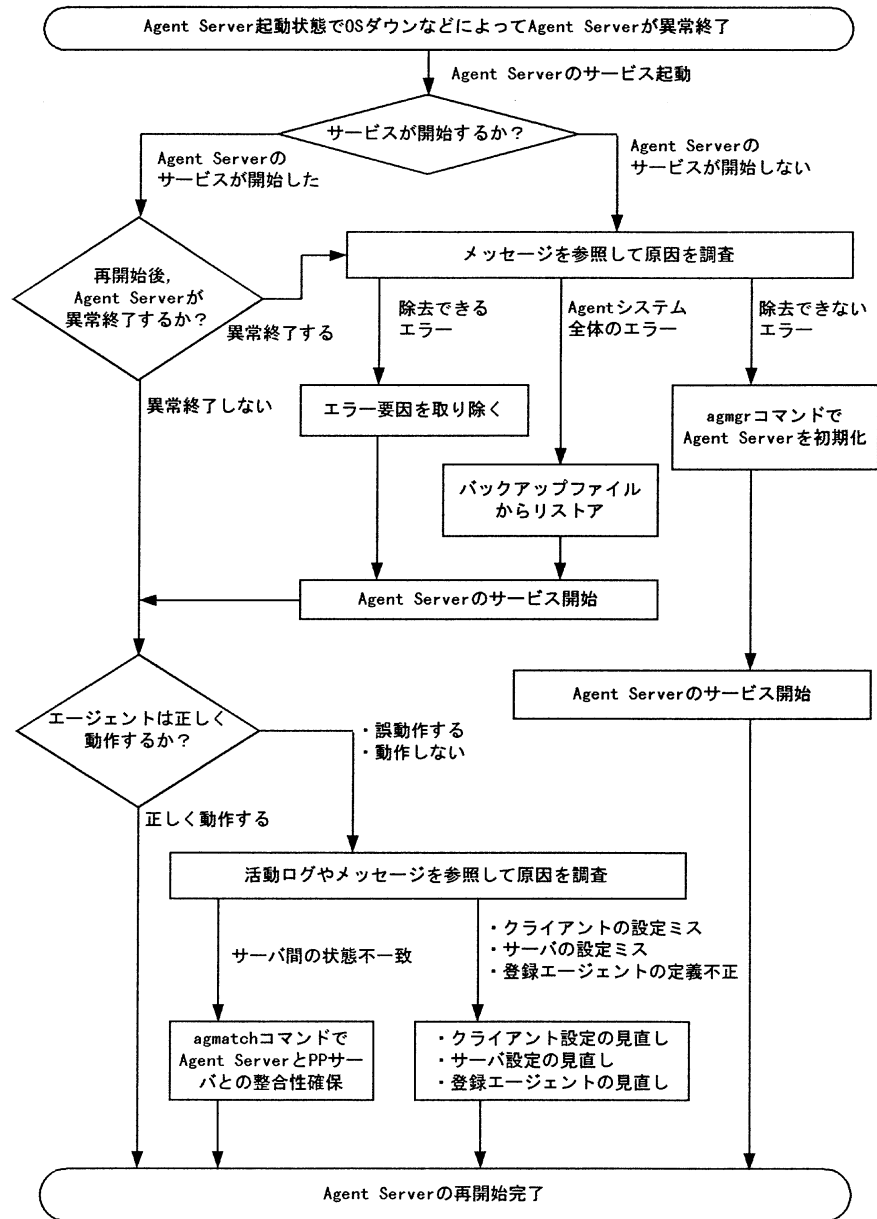 Agent Server起動状態でOSダウンなどによってAgent Serverが異常終了
Agent Serverのサービス起動
サービスが開始するか？
Agent Serverの
サービスが開始した
Agent Serverの
サービスが開始しない
再開始後,
Agent Serverが
異常終了するか？
メッセージを参照して原因を調査
異常終了する
除去できる
エラー
Agentシステム
全体のエラー
除去できない
エラー
異常終了しない
エラー要因を取り除く
agmgrコマンドで
Agent Serverを初期化
バックアップファイル
からリストア
Agent Serverのサービス開始
エージェントは正しく
動作するか？
Agent Serverのサービス開始
・誤動作する
・動作しない
正しく動作する
活動ログやメッセージを参照して原因を調査
サーバ間の状態不一致
・クライアントの設定ミス
・サーバの設定ミス
・登録エージェントの定義不正
agmatchコマンドで
Agent ServerとPPサー
バとの整合性確保
・クライアント設定の見直し
・サーバ設定の見直し
・登録エージェントの見直し
Agent Serverの再開始完了